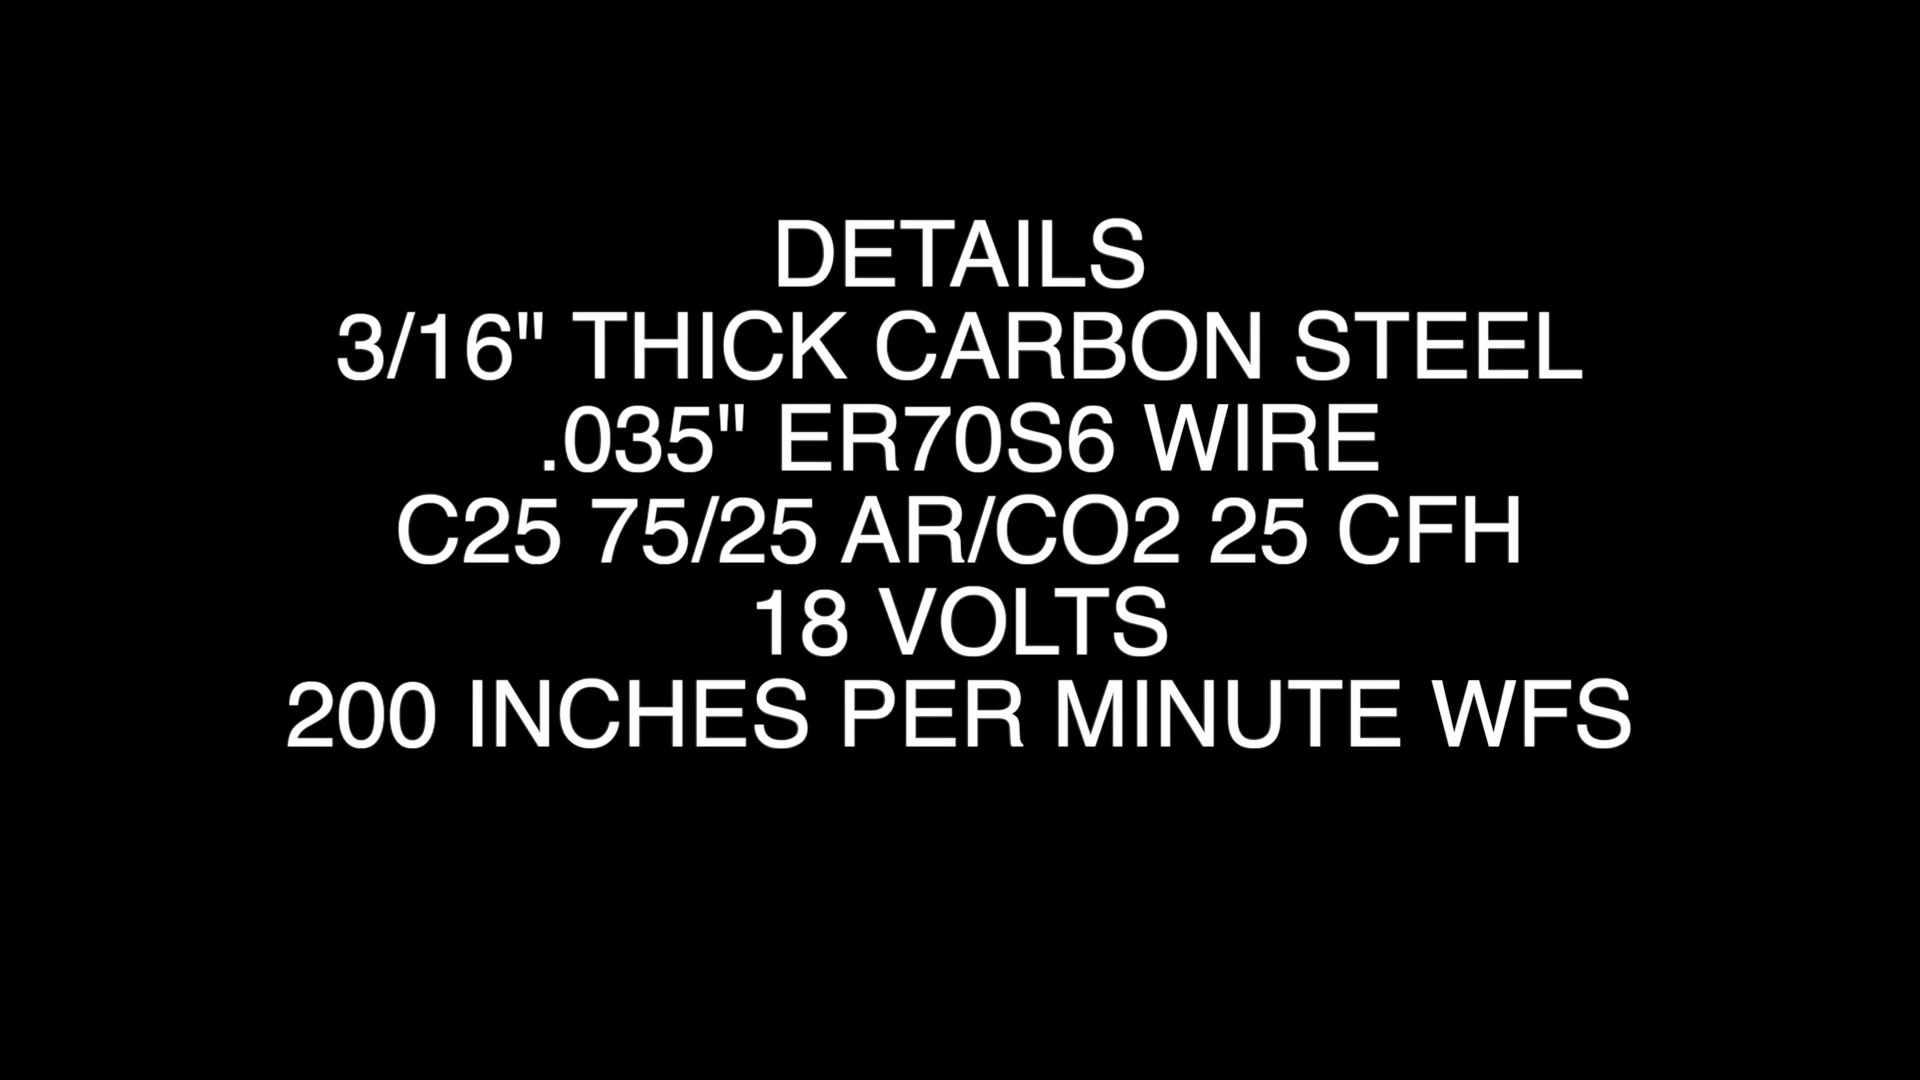 DETAILS
3/16" THICK CARBON STEEL
.035" ER70S6 WIRE
C25 75/25 AR/CO2 25 CFH
18 VOLTS
200 INCHES PER MINUTE WFS